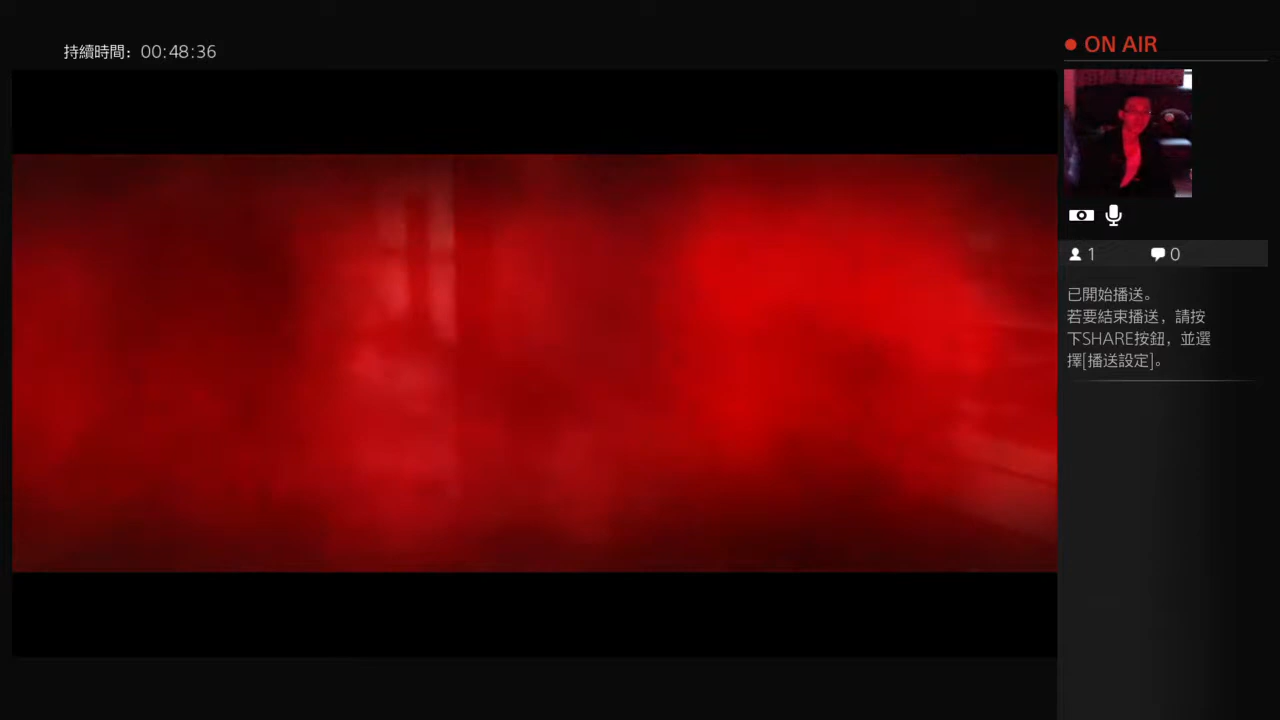 持續時間：00:48:36
ON AIR
1
0
已開始播送。
若要結束播送，請按
下SHARE按鈕，並選
擇[播送設定]。